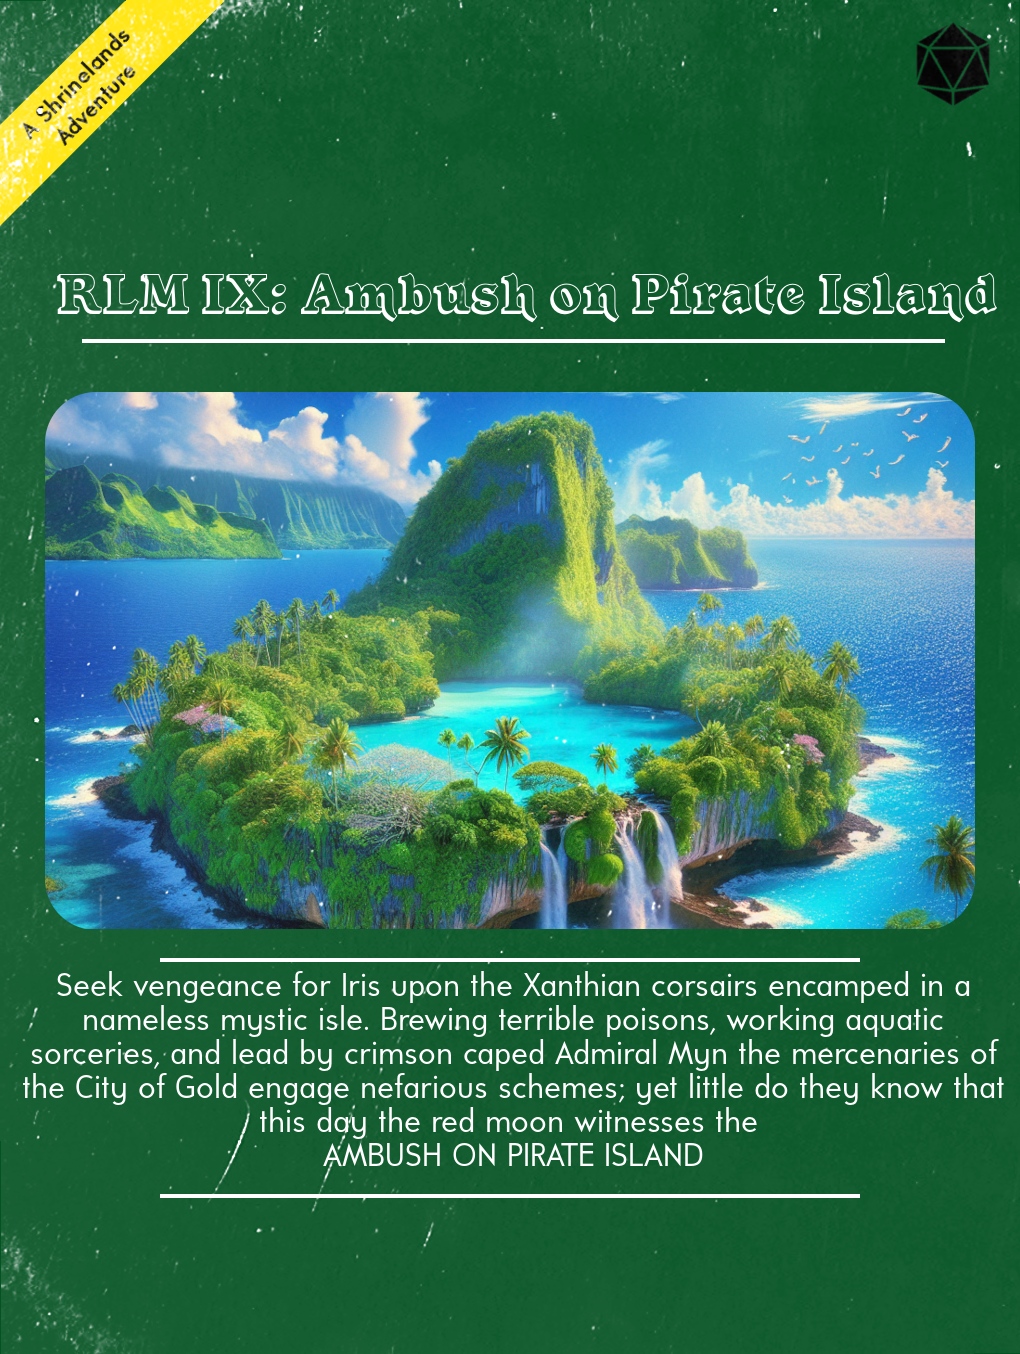 A Shrinelands
Adventure
RLM IX: Ambush on Pirate Island
Seek vengeance for Iris upon the Xanthian corsairs encamped in a
nameless mystic isle. Brewing terrible poisons, working aquatic
sorceries, and lead by crimson caped Admiral Myn the mercenaries of
the City of Gold engage nefarious schemes; yet little do they know that
this day the red moon witnesses the
AMBUSH ON PIRATE ISLAND